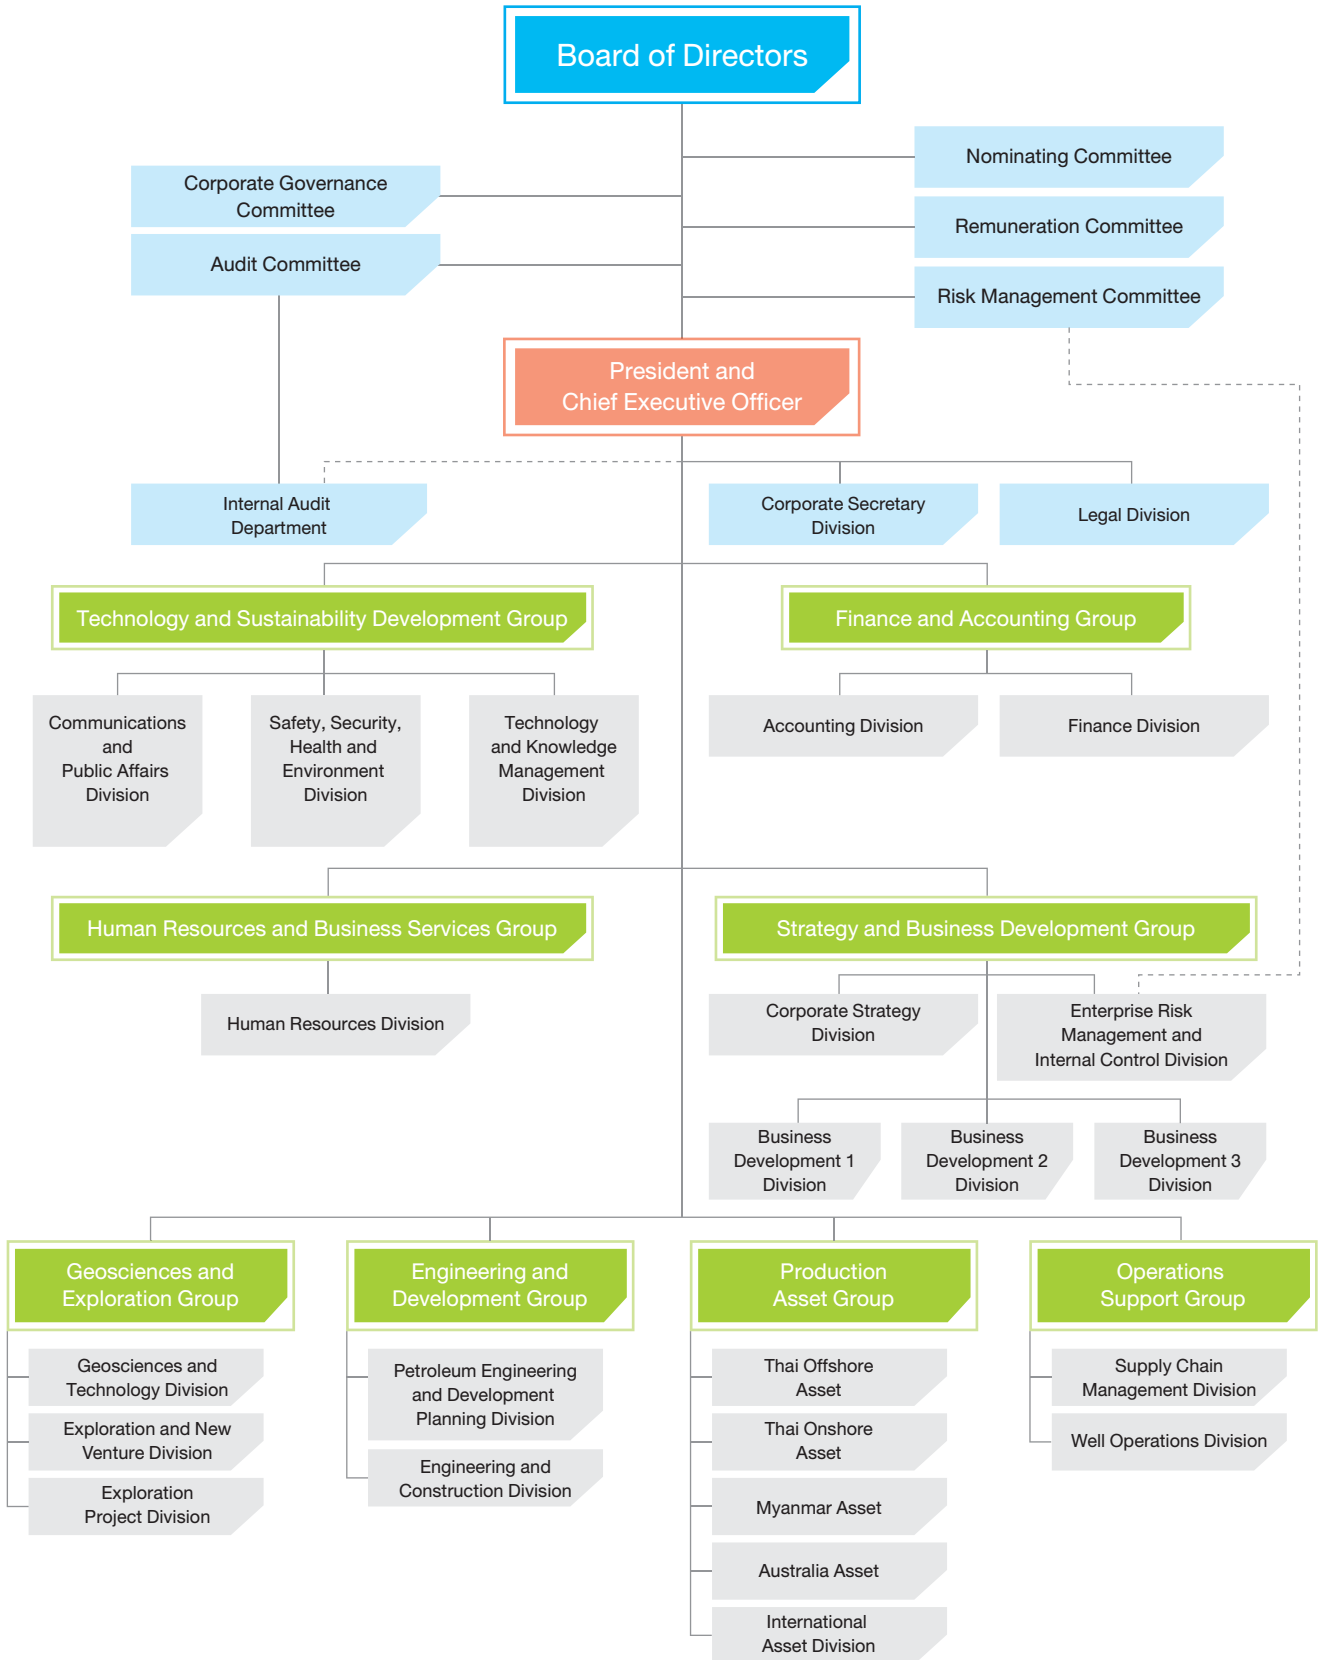 Board of Directors
Nominating Committee
Corporate Governance
Committee
Remuneration Committee
Audit Committee
Risk Management Committee
President and
Chief Executive Officer
Internal Audit
Department
Corporate Secretary
Division
Legal Division
Technology and Sustainability Development Group
Finance and Accounting Group
Communications
and
Public Affairs
Division
Safety, Security,
Health and
Environment
Division
Technology
and Knowledge
Management
Division
Accounting Division
Finance Division
Human Resources and Business Services Group
Strategy and Business Development Group
Human Resources Division
Corporate Strategy
Division
Enterprise Risk
Management and
Internal Control Division
Business
Development 1
Division
Business
Development 2
Division
Business
Development 3
Division
Geosciences and
Exploration Group
Engineering and
Development Group
Production
Asset Group
Operations
Support Group
Geosciences and
Technology Division
Exploration and New
Venture Division
Exploration
Project Division
Petroleum Engineering
and Development
Planning Division
Engineering and
Construction Division
Thai Offshore
Asset
Thai Onshore
Asset
Myanmar Asset
Australia Asset
International
Asset Division
Supply Chain
Management Division
Well Operations Division